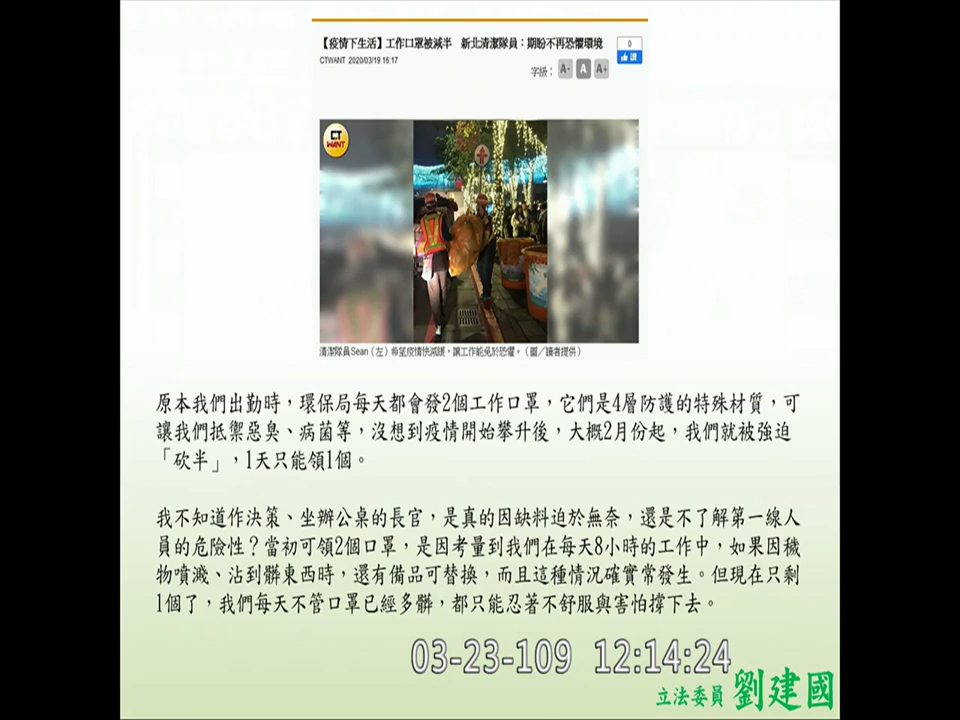 【疫情下生活】工作口罩被減半　新北清潔隊員：期盼不再恐懼環境
CTWANT 2020/03/19 16:17
0
讚
字級： A- A A+
CT
WANT
清潔隊員Sean（左）希望疫情快減緩，讓工作能免於恐懼。（圖／讀者提供）
原本我們出勤時，環保局每天都會發2個工作口罩，它們是4層防護的特殊材質，可
讓我們抵禦惡臭、病菌等，沒想到疫情開始攀升後，大概2月份起，我們就被強迫
「砍半」，1天只能領1個。
我不知道作決策、坐辦公桌的長官，是真的因缺料迫於無奈，還是不了解第一線人
員的危險性？當初可領2個口罩，是因考量到我們在每天8小時的工作中，如果因穢
物噴濺、沾到髒東西時，還有備品可替換，而且這種情況確實常發生。但現在只剩
1個了，我們每天不管口罩已經多髒，都只能忍著不舒服與害怕撐下去。
03-23-109 12:14:24
立法委員 劉建國